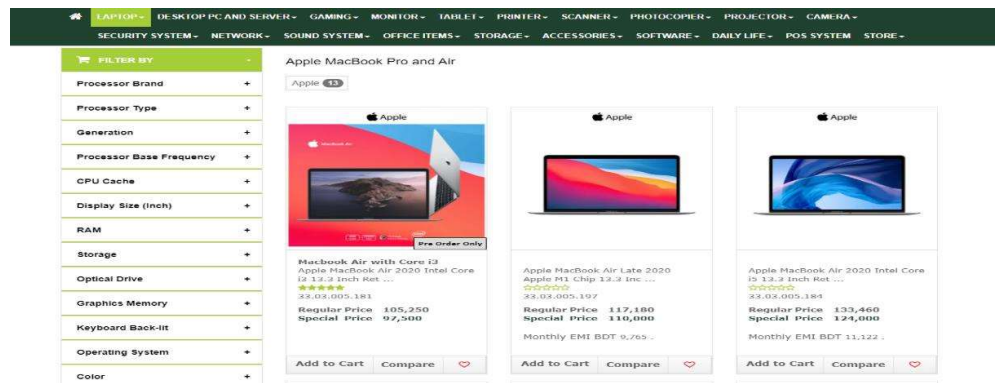 LAPTOP DESKTOP PC AND SERVER GAMING MONITOR TABLET PRINTER SCANNER PHOTOCOPIER PROJECTOR CAMERA
SECURITY SYSTEM NETWORK SOUND SYSTEM OFFICE ITEMS STORAGE ACCESSORIES SOFTWARE DAILY LIFE POS SYSTEM STORE
FILTER BY -
Processor Brand +
Processor Type +
Generation +
Processor Base Frequency +
CPU Cache +
Display Size (Inch) +
RAM +
Storage +
Optical Drive +
Graphics Memory +
Keyboard Back-lit +
Operating System +
Color +
Apple MacBook Pro and Air
Apple 13
Apple
Pre Order Only
Macbook Air with Core i3
Apple MacBook Air 2020 Intel Core
i3 13.3 Inch Ret ...
33.03.005.181
Regular Price 105,250
Special Price 97,500
Add to Cart Compare
Apple
Apple MacBook Air Late 2020
Apple M1 Chip 13.3 Inc ...
33.03.005.197
Regular Price 117,180
Special Price 110,000
Monthly EMI BDT 9,765 .
Add to Cart Compare
Apple
Apple MacBook Air 2020 Intel Core
i5 13.3 Inch Ret ...
33.03.005.184
Regular Price 133,460
Special Price 124,000
Monthly EMI BDT 11,122 .
Add to Cart Compare